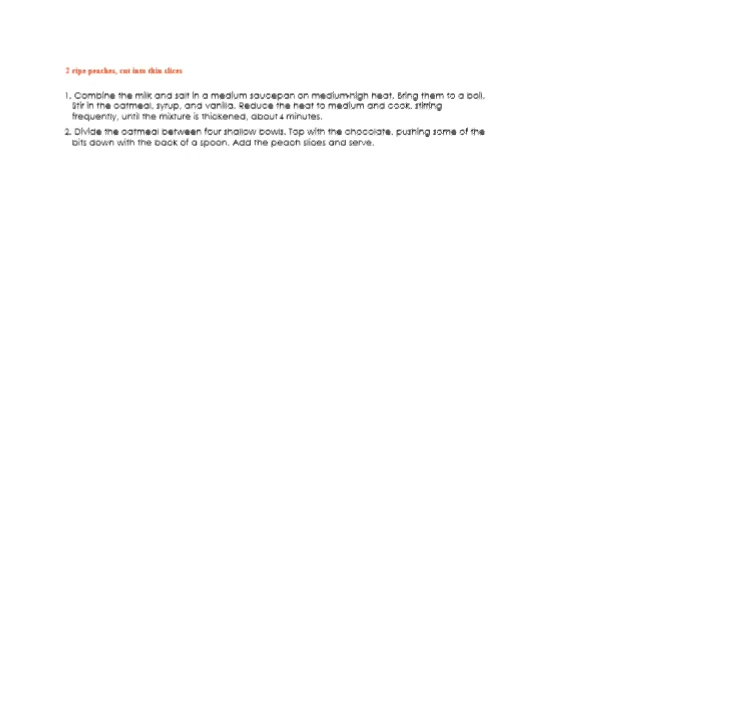 2 ripe peaches, cut into thin slices
1. Combine the milk and salt in a medium saucepan on medium-high heat. Bring them to a boil.
Stir in the oatmeal, syrup, and vanilla. Reduce the heat to medium and cook, stirring
frequently, until the mixture is thickened, about 4 minutes.
2. Divide the oatmeal between four shallow bowls. Top with the chocolate, pushing some of the
bits down with the back of a spoon. Add the peach slices and serve.